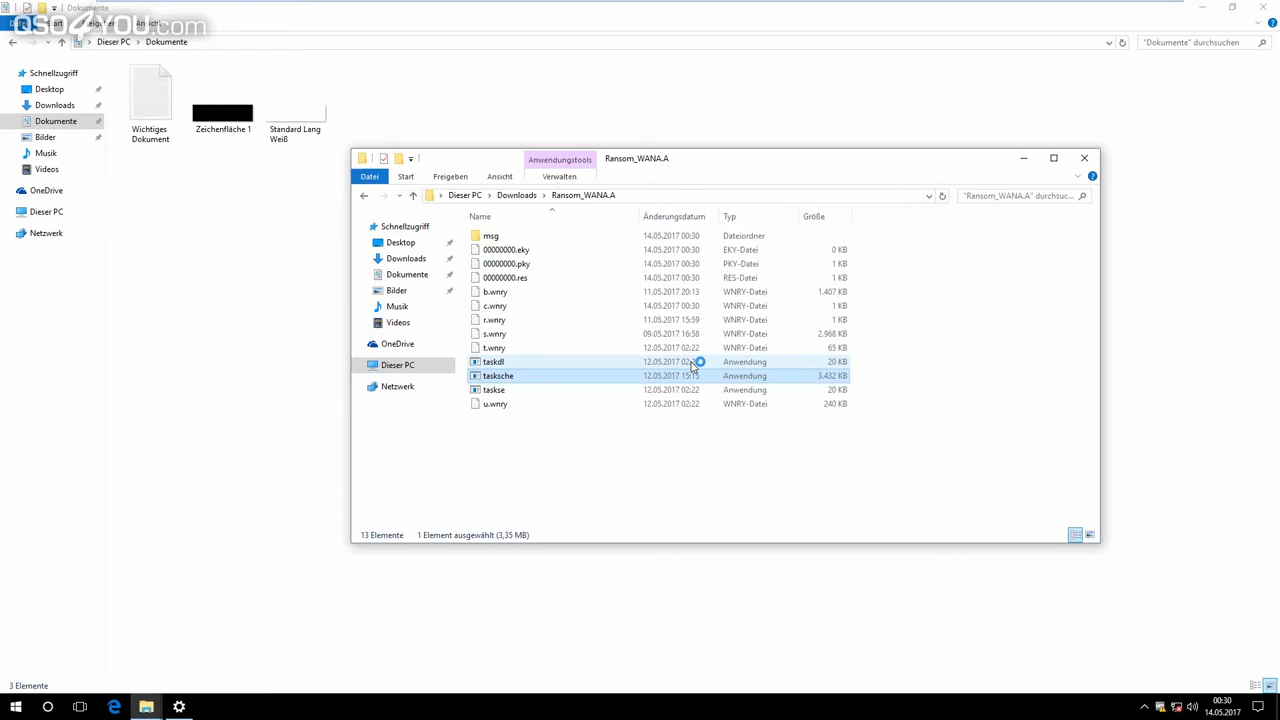 Dokumente
QSO4YOU.com
Datei Start Freigeben Ansicht
Dieser PC Dokumente
"Dokumente" durchsuchen
Schnellzugriff
Desktop
Downloads
Dokumente
Bilder
Musik
Videos
OneDrive
Dieser PC
Netzwerk
Wichtiges
Dokument
Zeichenfläche 1
Standard Lang
Weiß
Anwendungstools Ransom_WANA.A
Datei Start Freigeben Ansicht Verwalten
Dieser PC Downloads Ransom_WANA.A
"Ransom_WANA.A" durchsuc...
Schnellzugriff
Desktop
Downloads
Dokumente
Bilder
Musik
Videos
OneDrive
Dieser PC
Netzwerk
Name Änderungsdatum Typ Größe
msg 14.05.2017 00:30 Dateiordner
00000000.eky 14.05.2017 00:30 EKY-Datei 0 KB
00000000.pky 14.05.2017 00:30 PKY-Datei 1 KB
00000000.res 14.05.2017 00:30 RES-Datei 1 KB
b.wnry 11.05.2017 20:13 WNRY-Datei 1.407 KB
c.wnry 14.05.2017 00:30 WNRY-Datei 1 KB
r.wnry 11.05.2017 15:59 WNRY-Datei 1 KB
s.wnry 09.05.2017 16:58 WNRY-Datei 2.968 KB
t.wnry 12.05.2017 02:22 WNRY-Datei 65 KB
taskdl 12.05.2017 Anwendung 20 KB
tasksche 12.05.2017 15:15 Anwendung 3.432 KB
taskse 12.05.2017 02:22 Anwendung 20 KB
u.wnry 12.05.2017 02:22 WNRY-Datei 240 KB
13 Elemente 1 Element ausgewählt (3,35 MB)
3 Elemente
00:30
14.05.2017